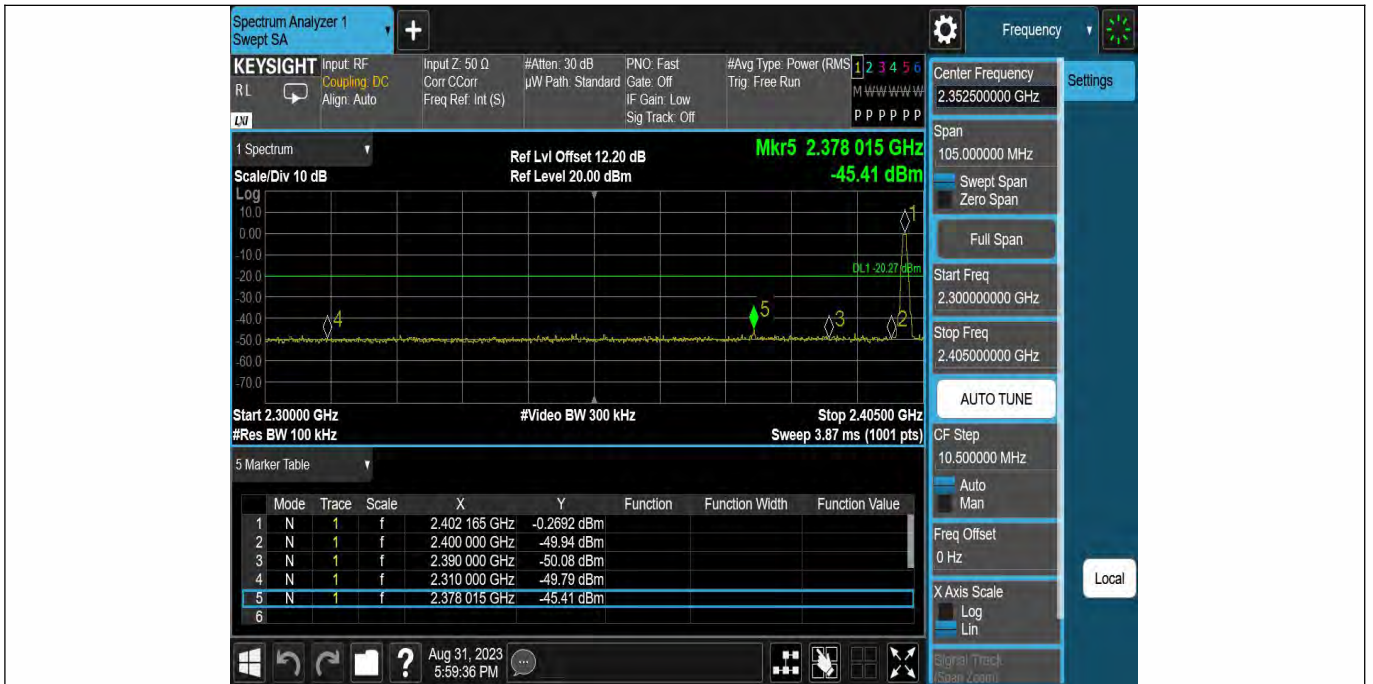 Spectrum Analyzer 1
Swept SA
+
Frequency
KEYSIGHT
RL
LXI
Input: RF
Coupling: DC
Align: Auto
Input Z: 50 Ω
Corr CCorr
Freq Ref: Int (S)
#Atten: 30 dB
µW Path: Standard
PNO: Fast
Gate: Off
IF Gain: Low
Sig Track: Off
#Avg Type: Power (RMS
Trig: Free Run
1 2 3 4 5 6
M W W W W W
P P P P P P
Center Frequency
2.352500000 GHz
Settings
Span
105.000000 MHz
Swept Span
Zero Span
Full Span
Start Freq
2.300000000 GHz
Stop Freq
2.405000000 GHz
AUTO TUNE
CF Step
10.500000 MHz
Auto
Man
Freq Offset
0 Hz
X Axis Scale
Log
Lin
Signal Track
(Span Zoom)
Local
1 Spectrum
Scale/Div 10 dB
Ref Lvl Offset 12.20 dB
Ref Level 20.00 dBm
Mkr5 2.378 015 GHz
-45.41 dBm
Log
10.0
0.00
-10.0
-20.0
-30.0
-40.0
-50.0
-60.0
-70.0
DL1 -20.27 dBm
1
2
3
4
5
Start 2.30000 GHz
#Res BW 100 kHz
#Video BW 300 kHz
Stop 2.40500 GHz
Sweep 3.87 ms (1001 pts)
5 Marker Table
Mode Trace Scale X Y Function Function Width Function Value
1 N 1 f 2.402 165 GHz -0.2692 dBm
2 N 1 f 2.400 000 GHz -49.94 dBm
3 N 1 f 2.390 000 GHz -50.08 dBm
4 N 1 f 2.310 000 GHz -49.79 dBm
5 N 1 f 2.378 015 GHz -45.41 dBm
6
?
Aug 31, 2023
5:59:36 PM